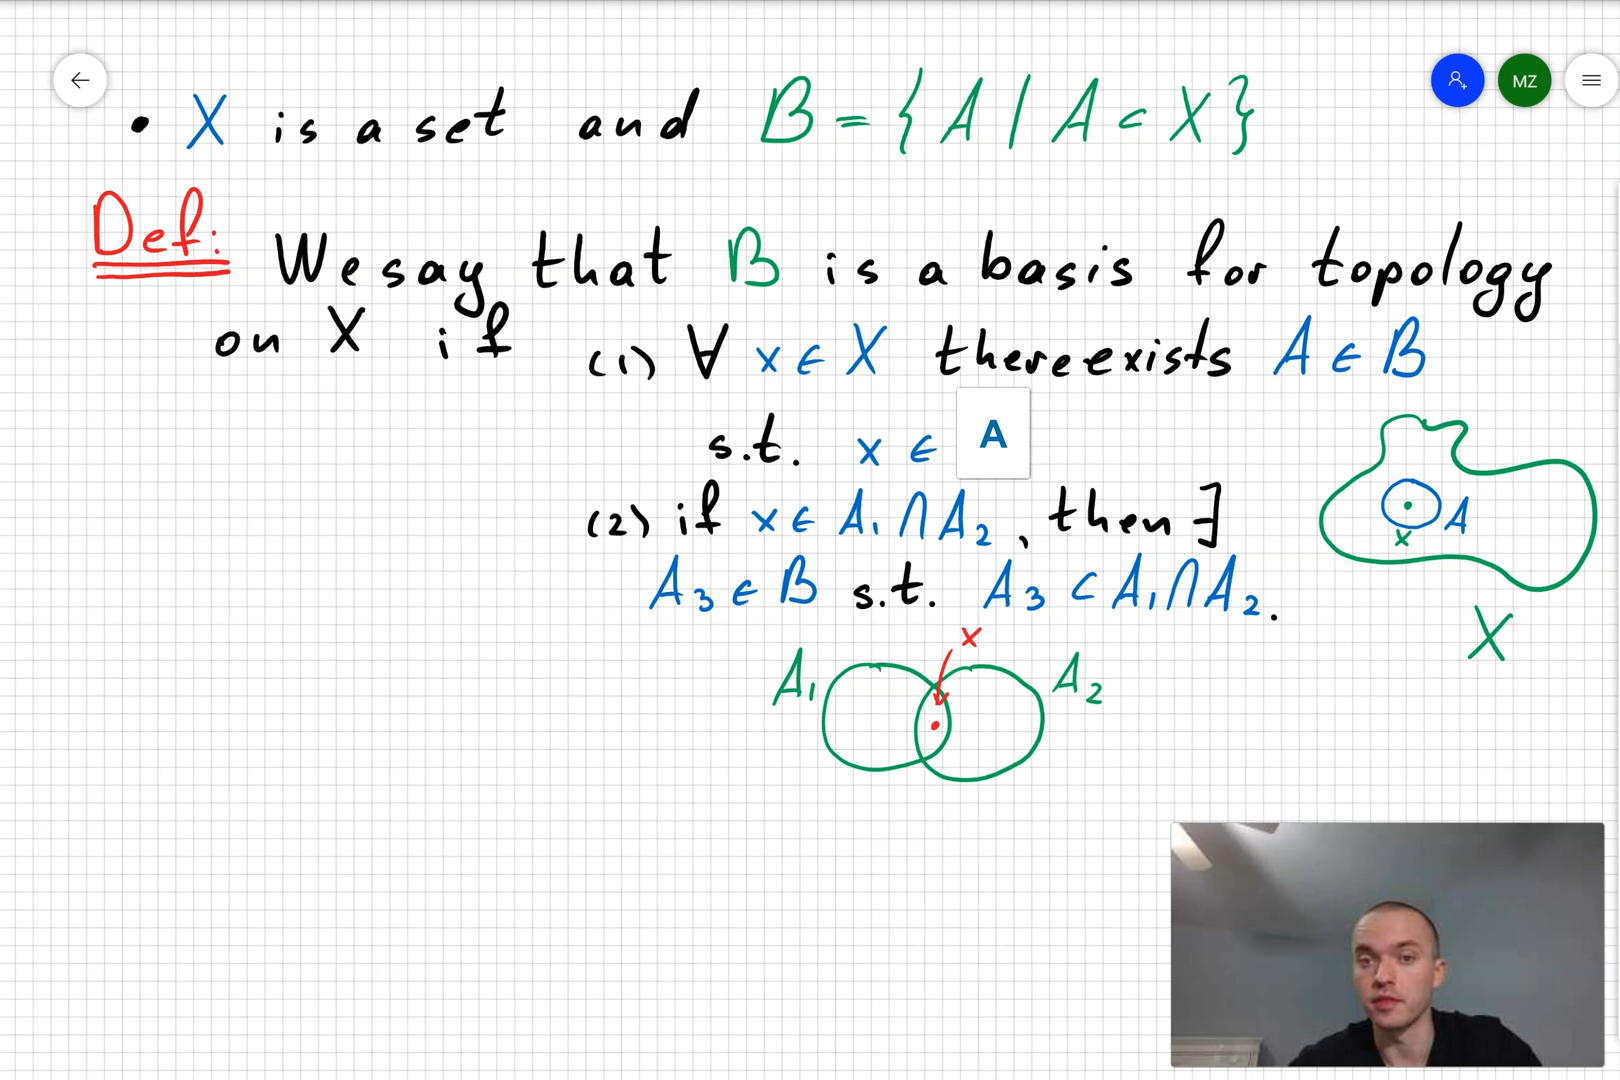 MZ
• X is a set and B = { A | A ⊂ X }
Def: We say that B is a basis for topology
on X if (1) ∀ x ∈ X there exists A ∈ B
s.t. x ∈ A
(2) if x ∈ A₁ ∩ A₂, then ∃
A₃ ∈ B s.t. A₃ ⊂ A₁ ∩ A₂.
x A
X
x
A₁ A₂